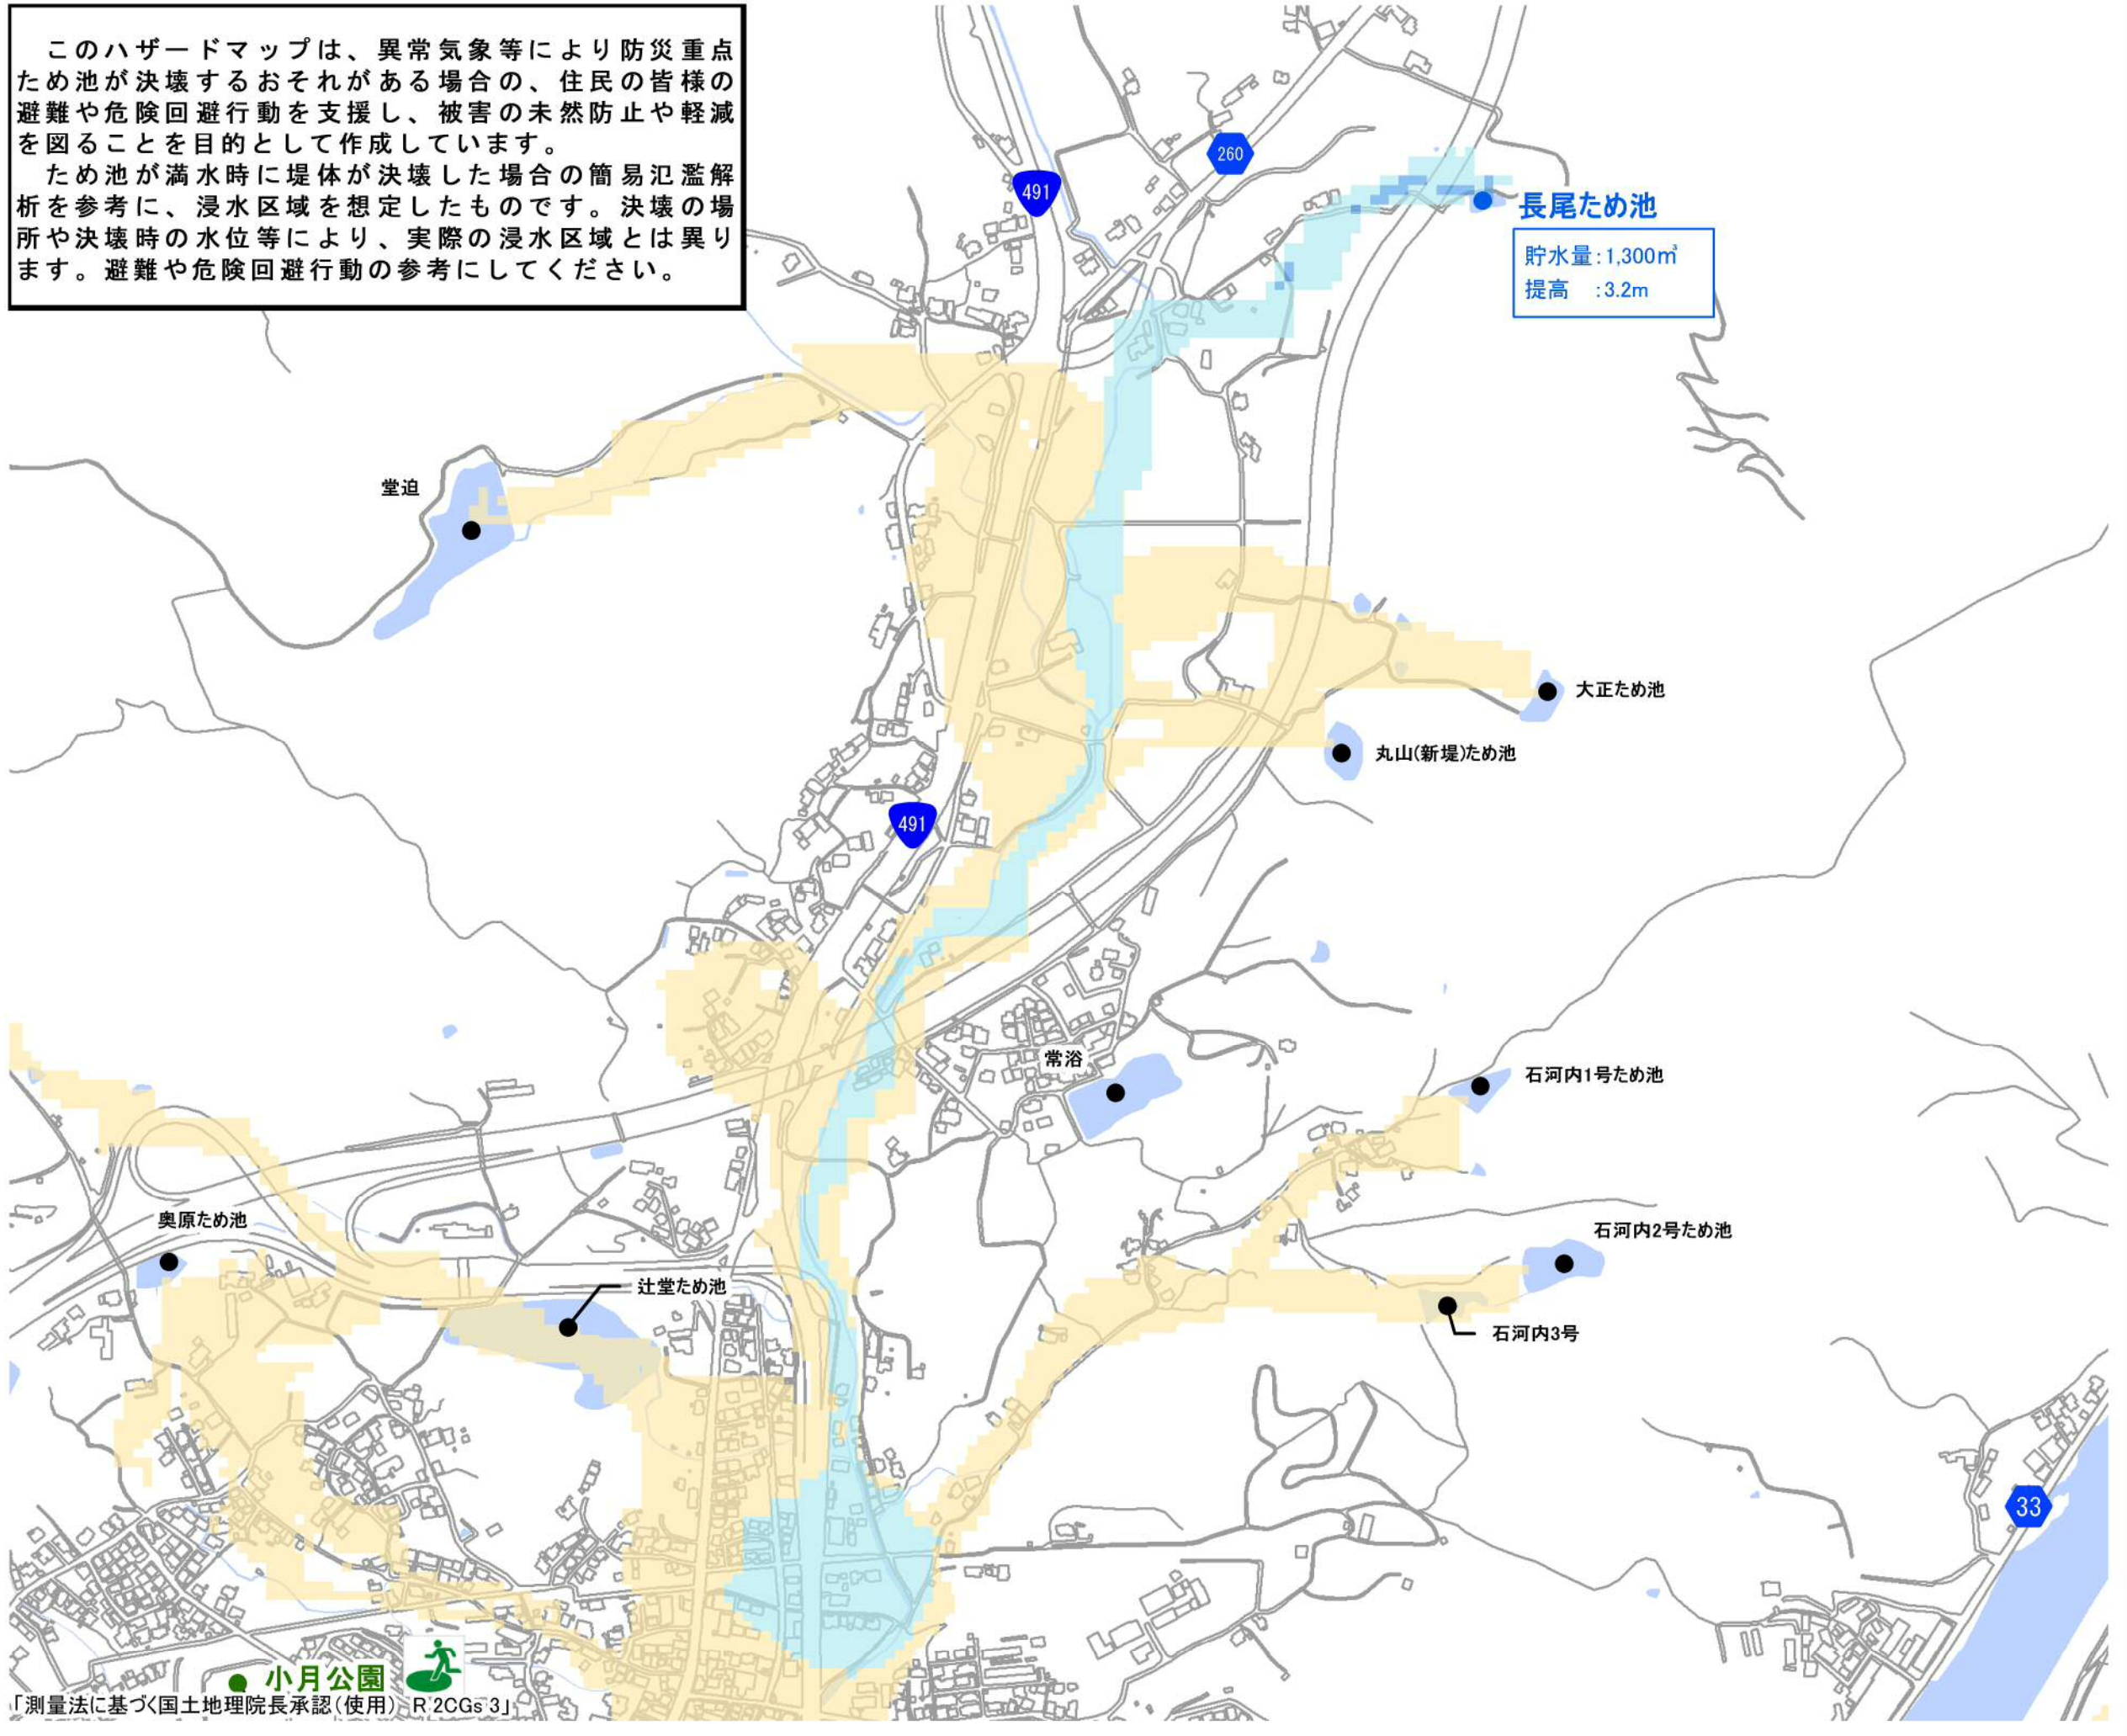 このハザードマップは、異常気象等により防災重点
ため池が決壊するおそれがある場合の、住民の皆様の
避難や危険回避行動を支援し、被害の未然防止や軽減
を図ることを目的として作成しています。
ため池が満水時に堤体が決壊した場合の簡易氾濫解
析を参考に、浸水区域を想定したものです。決壊の場
所や決壊時の水位等により、実際の浸水区域とは異り
ます。避難や危険回避行動の参考にしてください。
260
491
長尾ため池
貯水量:1,300㎥
提高 :3.2m
堂迫
大正ため池
丸山(新堤)ため池
491
常浴
石河内1号ため池
奥原ため池
石河内2号ため池
辻堂ため池
石河内3号
33
小月公園
「測量法に基づく国土地理院長承認(使用) R 2CGs 3」